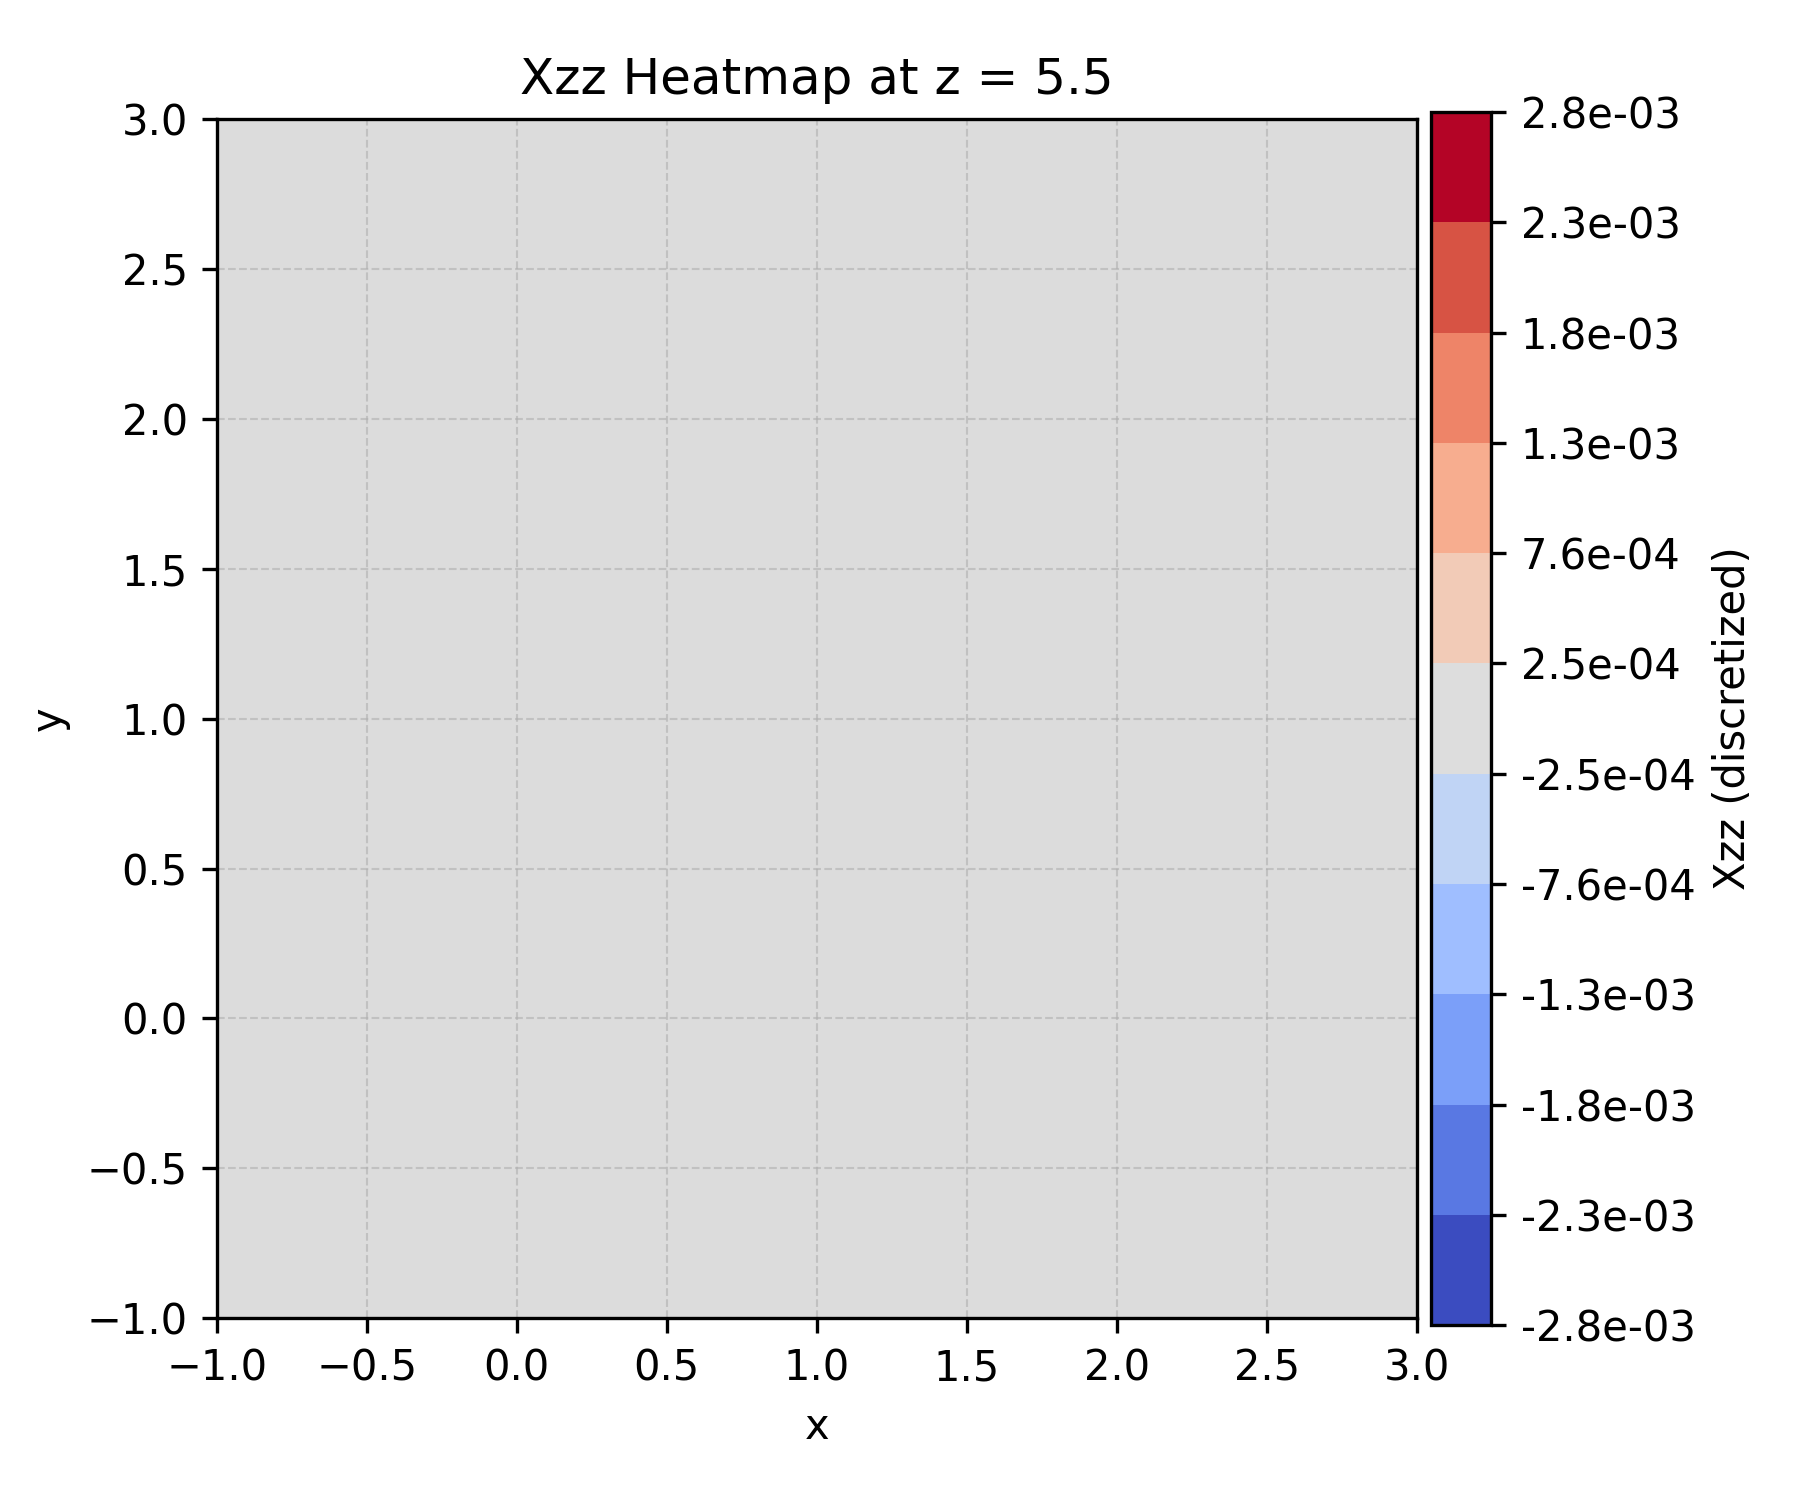 Xzz Heatmap at z = 5.5
3.0
2.5
2.0
1.5
1.0
0.5
0.0
−0.5
−1.0
y
−1.0 −0.5 0.0 0.5 1.0 1.5 2.0 2.5 3.0
x
2.8e-03
2.3e-03
1.8e-03
1.3e-03
7.6e-04
2.5e-04
-2.5e-04
-7.6e-04
-1.3e-03
-1.8e-03
-2.3e-03
-2.8e-03
Xzz (discretized)